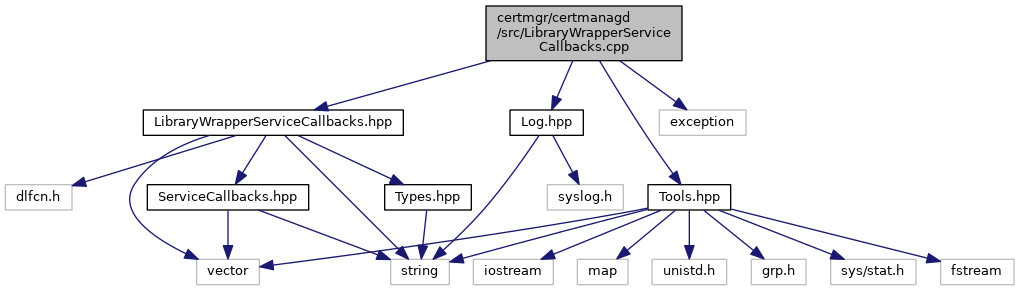 certmgr/certmanagd
/src/LibraryWrapperService
Callbacks.cpp
LibraryWrapperServiceCallbacks.hpp
Log.hpp
exception
dlfcn.h
ServiceCallbacks.hpp
Types.hpp
syslog.h
Tools.hpp
vector
string
iostream
map
unistd.h
grp.h
sys/stat.h
fstream